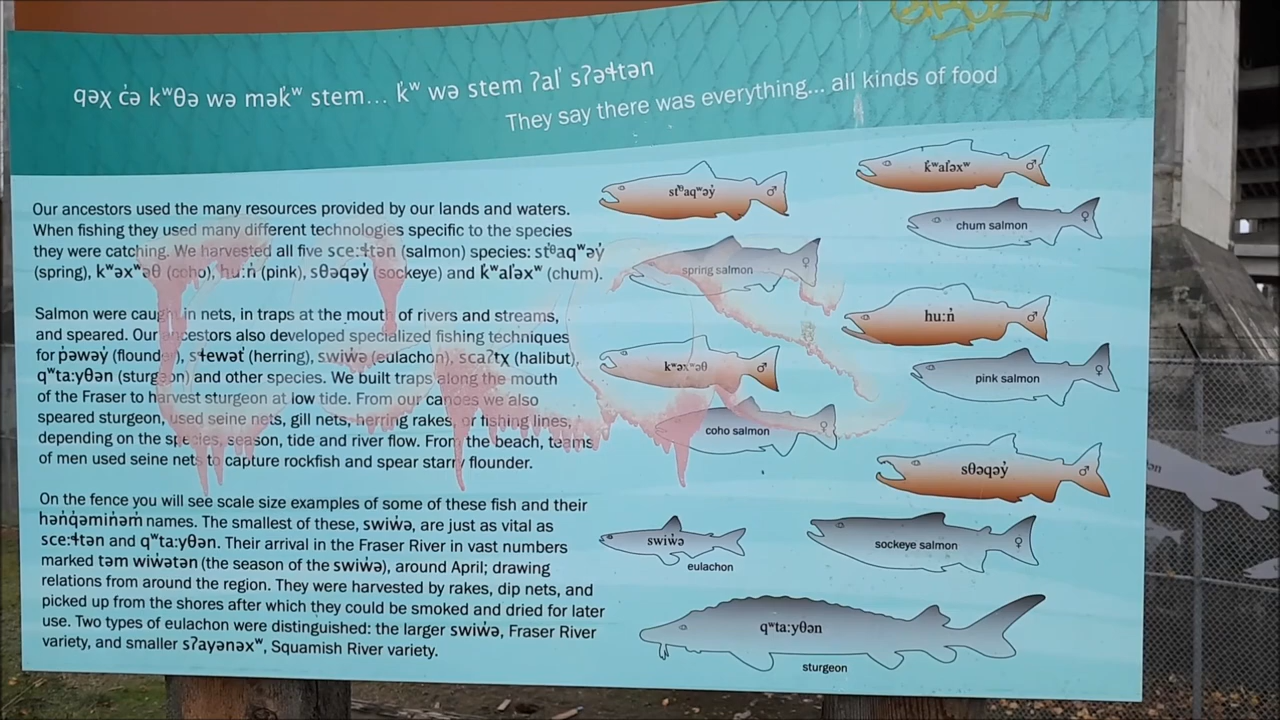 qəχ c̓ə kʷθə wə mək̓ʷ stem... k̓ʷ wə stem ʔal̓ sʔəɬtən
They say there was everything... all kinds of food
Our ancestors used the many resources provided by our lands and waters.
When fishing they used many different technologies specific to the species
they were catching. We harvested all five sce:ɬtən (salmon) species: st̓ᶿaqʷəy̓
(spring), kʷəxʷəθ (coho), hu:n̓ (pink), sθəqəy̓ (sockeye) and k̓ʷal̓əxʷ (chum).
Salmon were caught in nets, in traps at the mouth of rivers and streams,
and speared. Our ancestors also developed specialized fishing techniques
for p̓əwəy̓ (flounder), sɬewət̓ (herring), swiw̓ə (eulachon), scaʔtχ (halibut),
qʷta:yθən (sturgeon) and other species. We built traps along the mouth
of the Fraser to harvest sturgeon at low tide. From our canoes we also
speared sturgeon, used seine nets, gill nets, herring rakes, or fishing lines,
depending on the species, season, tide and river flow. From the beach, teams
of men used seine nets to capture rockfish and spear starry flounder.
On the fence you will see scale size examples of some of these fish and their
hən̓q̓əmin̓əm̓ names. The smallest of these, swiw̓ə, are just as vital as
sce:ɬtən and qʷta:yθən. Their arrival in the Fraser River in vast numbers
marked təm wiw̓ətən (the season of the swiw̓ə), around April; drawing
relations from around the region. They were harvested by rakes, dip nets, and
picked up from the shores after which they could be smoked and dried for later
use. Two types of eulachon were distinguished: the larger swiw̓ə, Fraser River
variety, and smaller sʔayənəxʷ, Squamish River variety.
st̓ᶿaqʷəy̓ ♂
k̓ʷal̓əxʷ ♂
chum salmon ♀
spring salmon ♀
hu:n̓ ♂
kʷəxʷəθ ♂
pink salmon ♀
coho salmon ♀
sθəqəy̓ ♂
swiw̓ə
eulachon
sockeye salmon ♀
qʷta:yθən
sturgeon